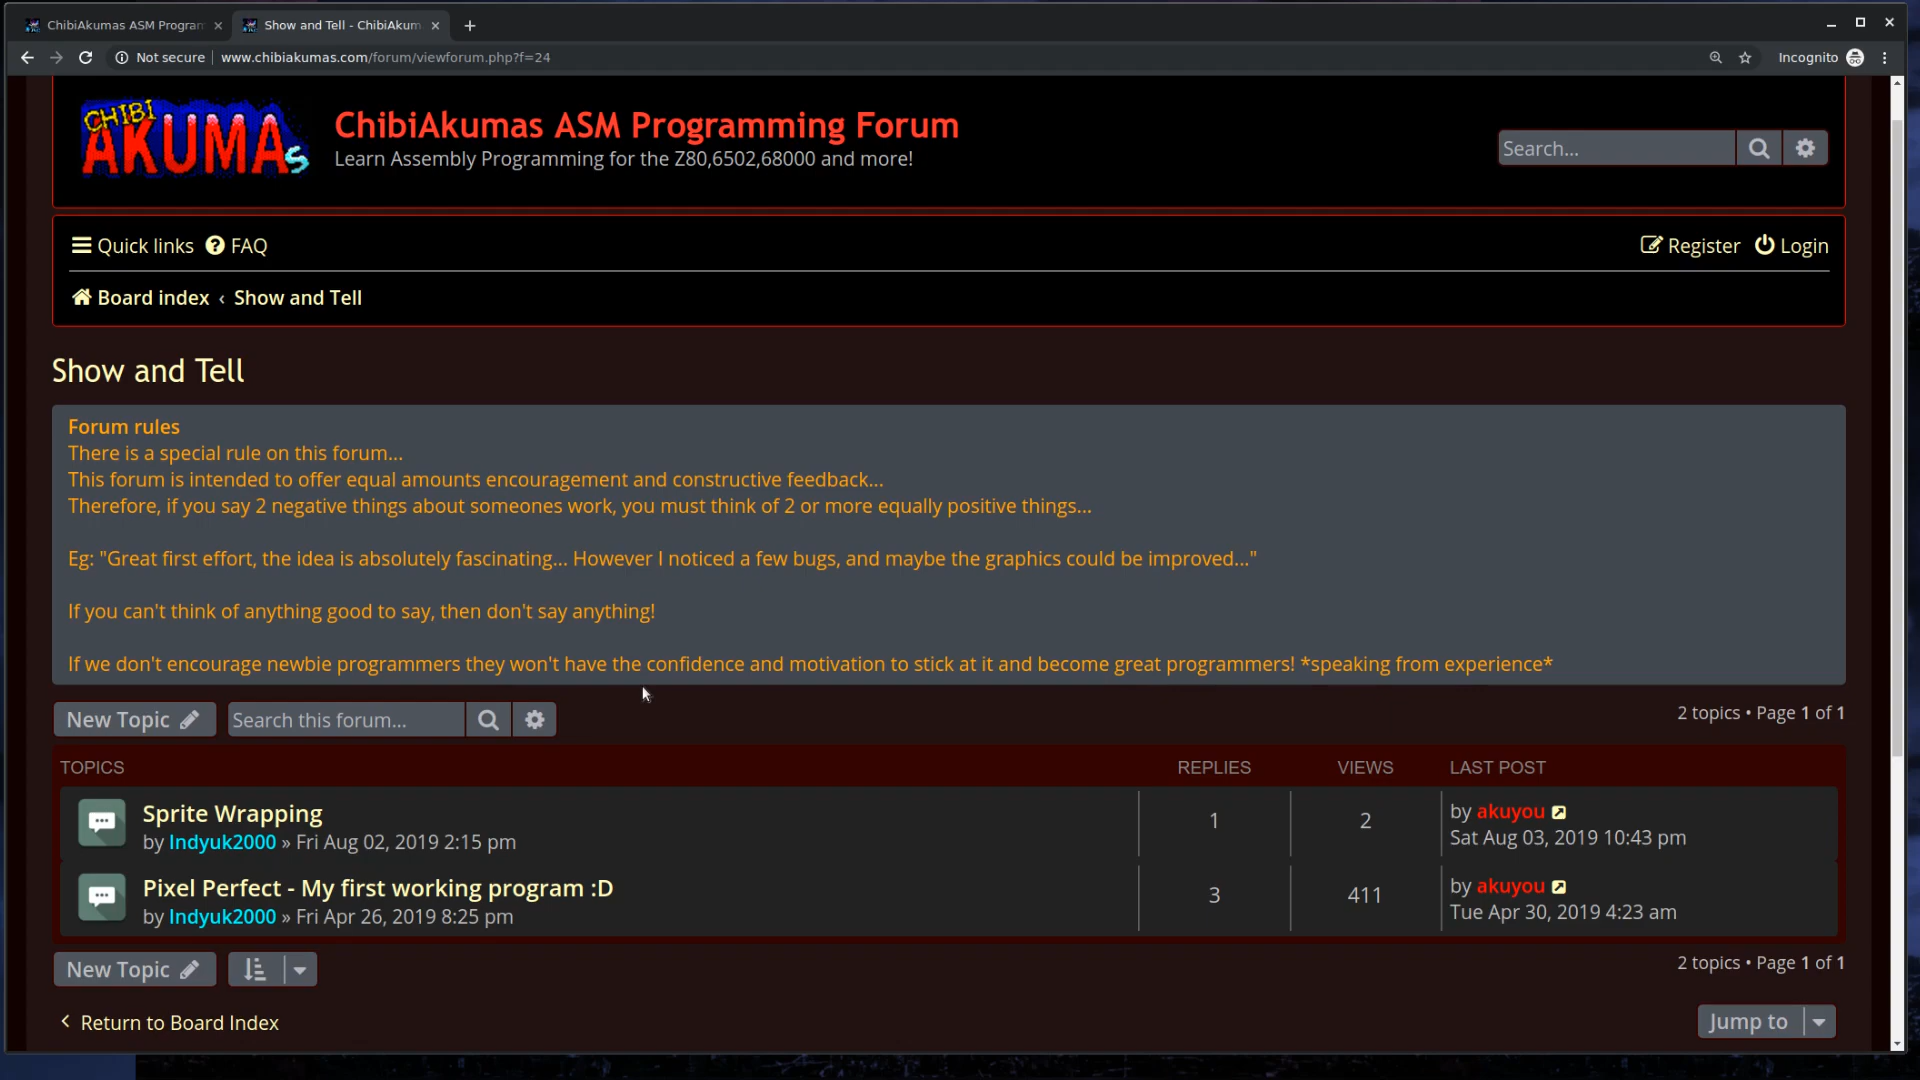 ChibiAkumas ASM Program
Show and Tell - ChibiAkum
Not secure
www.chibiakumas.com/forum/viewforum.php?f=24
Incognito
CHIBI
AKUMAS
ChibiAkumas ASM Programming Forum
Learn Assembly Programming for the Z80,6502,68000 and more!
Search...
Quick links
FAQ
Register
Login
Board index ‹ Show and Tell
Show and Tell
Forum rules
There is a special rule on this forum...
This forum is intended to offer equal amounts encouragement and constructive feedback...
Therefore, if you say 2 negative things about someones work, you must think of 2 or more equally positive things...
Eg: "Great first effort, the idea is absolutely fascinating... However I noticed a few bugs, and maybe the graphics could be improved..."
If you can't think of anything good to say, then don't say anything!
If we don't encourage newbie programmers they won't have the confidence and motivation to stick at it and become great programmers! *speaking from experience*
New Topic
Search this forum...
2 topics • Page 1 of 1
TOPICS REPLIES VIEWS LAST POST
Sprite Wrapping
by Indyuk2000 » Fri Aug 02, 2019 2:15 pm
1
2
by akuyou
Sat Aug 03, 2019 10:43 pm
Pixel Perfect - My first working program :D
by Indyuk2000 » Fri Apr 26, 2019 8:25 pm
3
411
by akuyou
Tue Apr 30, 2019 4:23 am
New Topic
2 topics • Page 1 of 1
Return to Board Index
Jump to